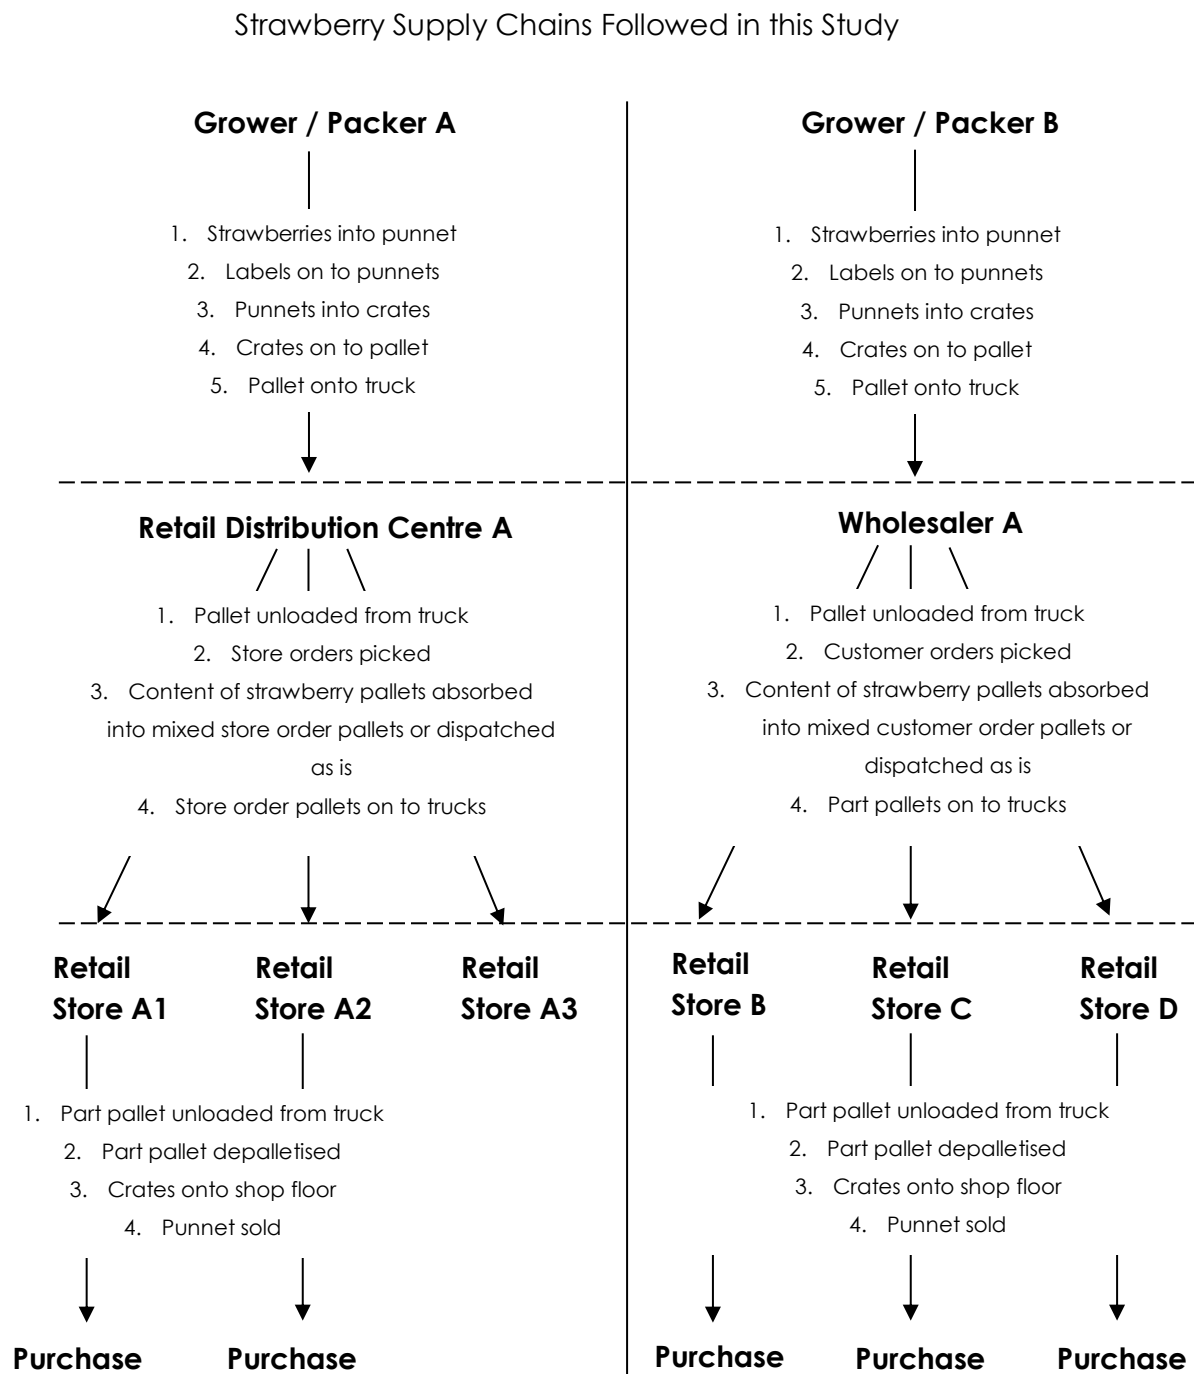 Strawberry Supply Chains Followed in this Study
Grower / Packer A
1. Strawberries into punnet
2. Labels on to punnets
3. Punnets into crates
4. Crates on to pallet
5. Pallet onto truck
Grower / Packer B
1. Strawberries into punnet
2. Labels on to punnets
3. Punnets into crates
4. Crates on to pallet
5. Pallet onto truck
Retail Distribution Centre A
1. Pallet unloaded from truck
2. Store orders picked
3. Content of strawberry pallets absorbed
into mixed store order pallets or dispatched
as is
4. Store order pallets on to trucks
Wholesaler A
1. Pallet unloaded from truck
2. Customer orders picked
3. Content of strawberry pallets absorbed
into mixed customer order pallets or
dispatched as is
4. Part pallets on to trucks
Retail
Store A1
Retail
Store A2
Retail
Store A3
1. Part pallet unloaded from truck
2. Part pallet depalletised
3. Crates onto shop floor
4. Punnet sold
Purchase
Purchase
Retail
Store B
Retail
Store C
Retail
Store D
1. Part pallet unloaded from truck
2. Part pallet depalletised
3. Crates onto shop floor
4. Punnet sold
Purchase
Purchase
Purchase